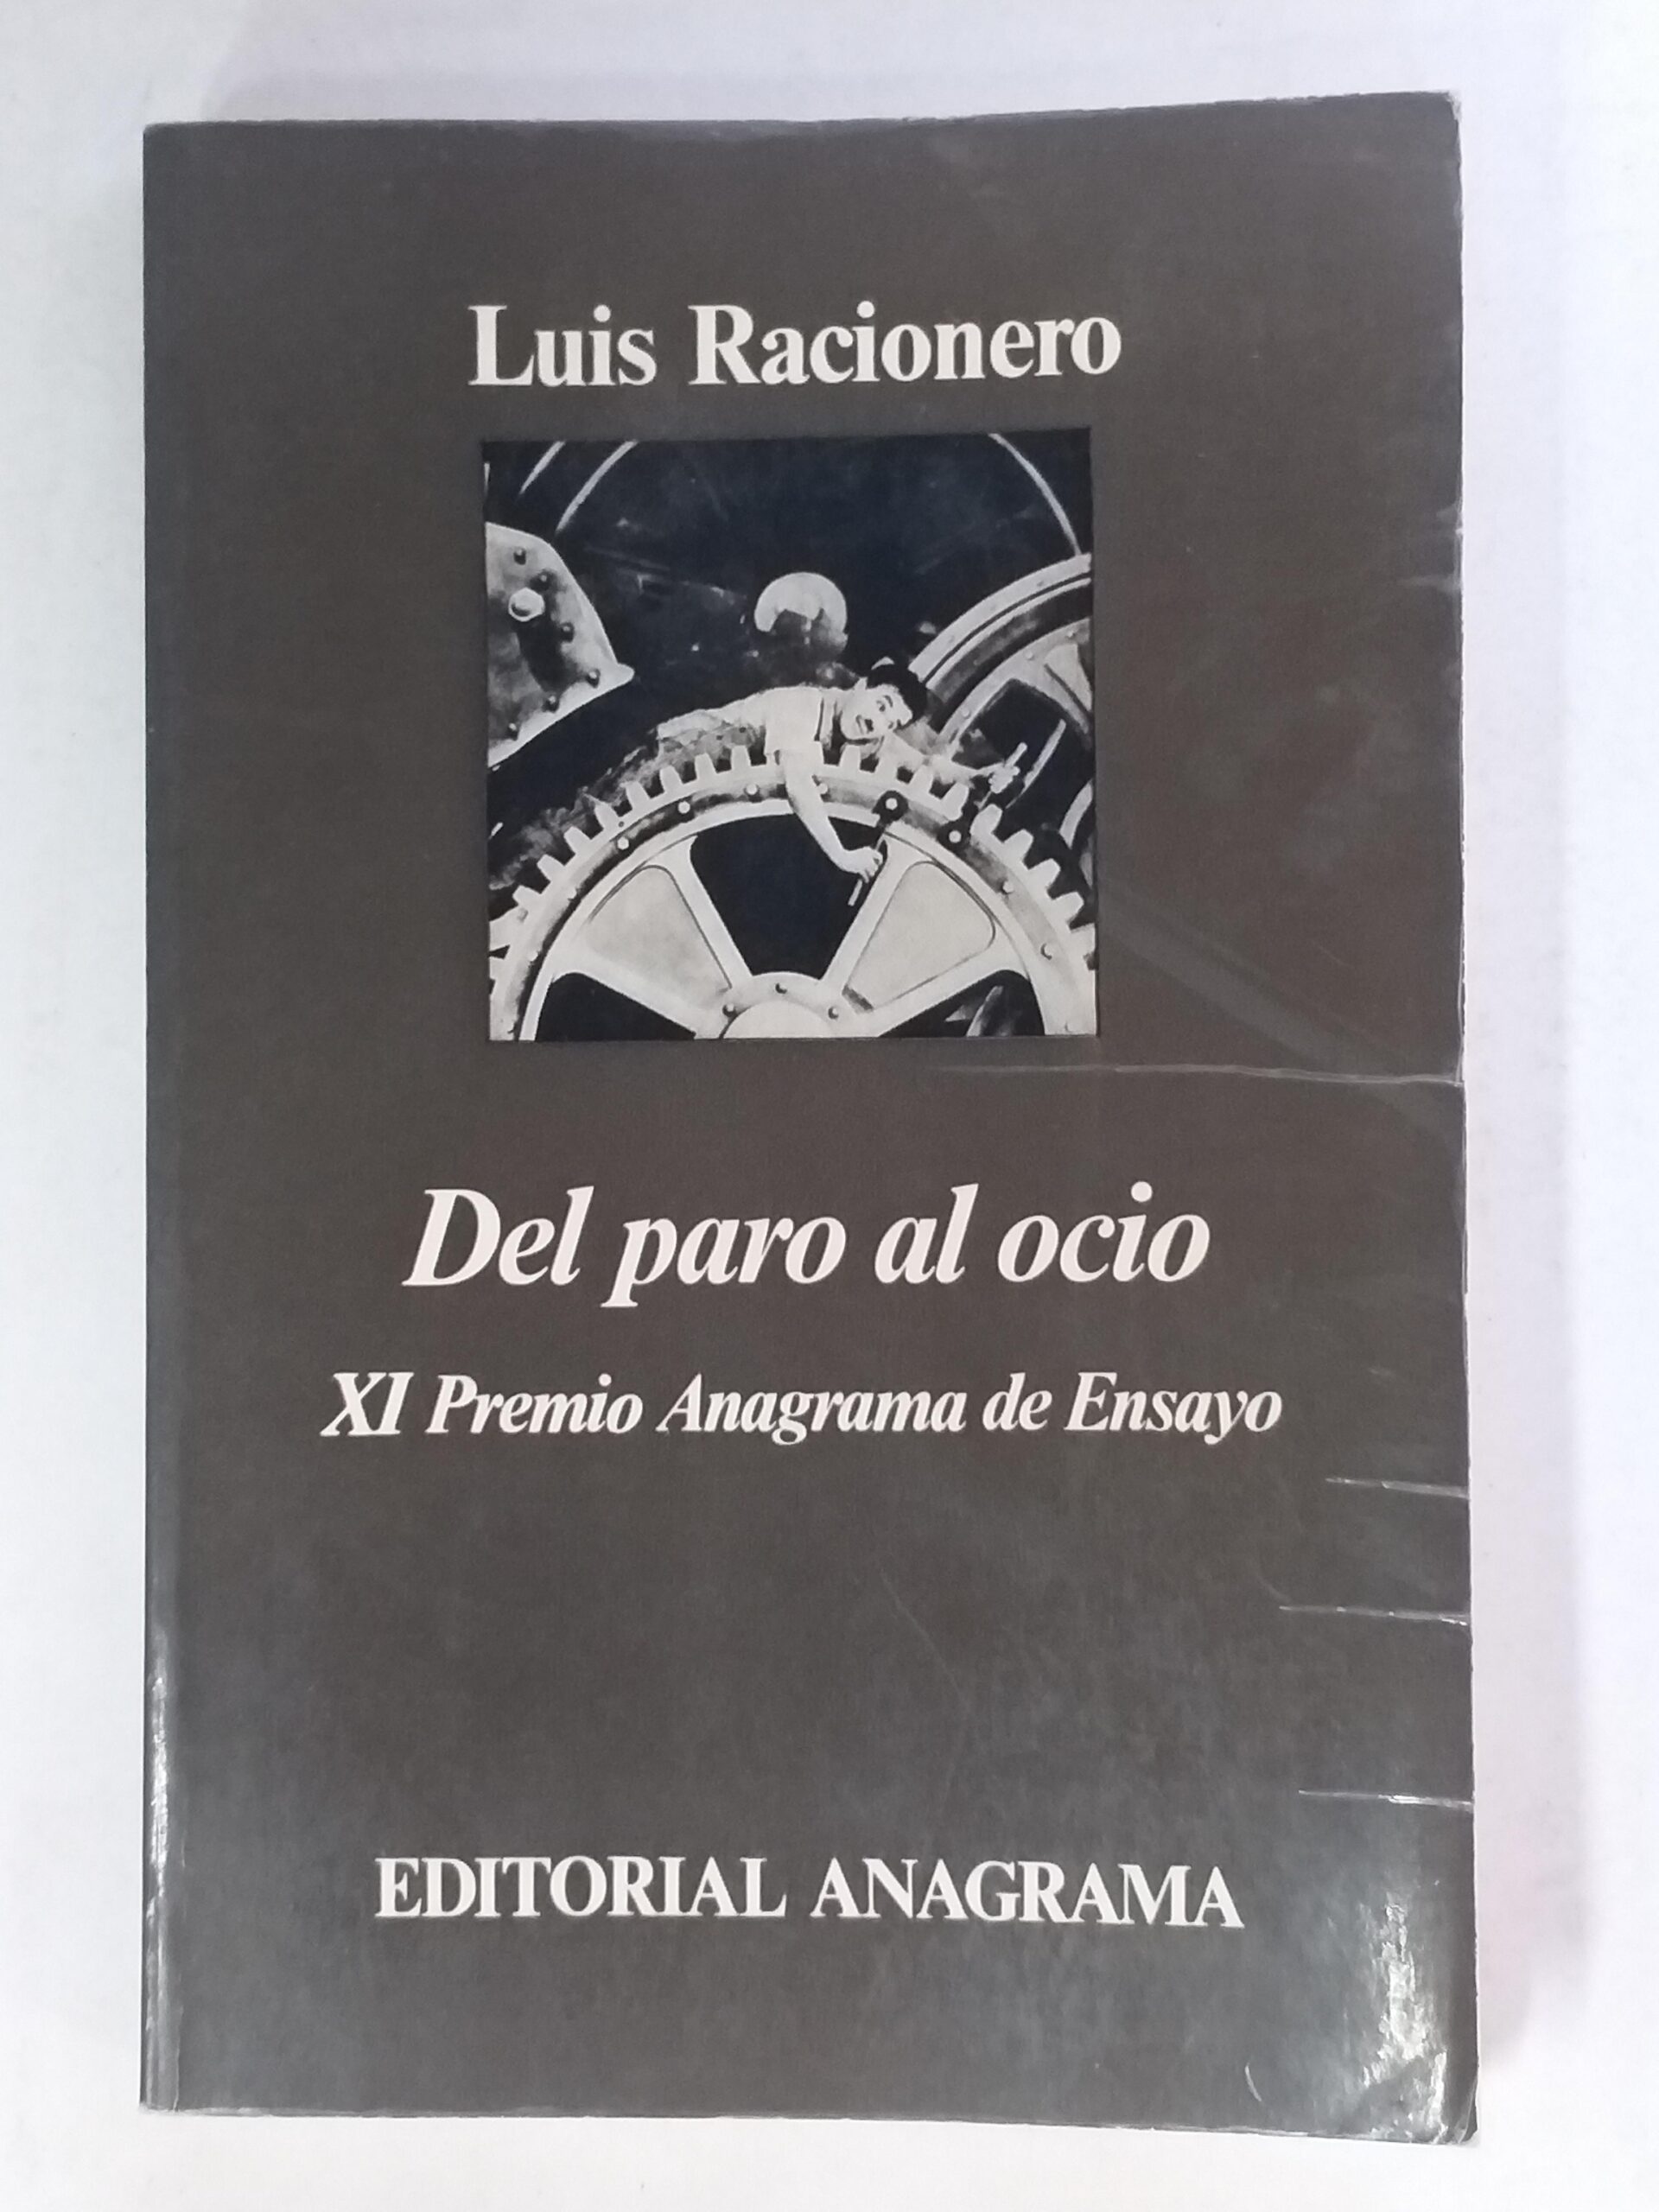 Luis Racionero
Del paro al ocio
XI Premio Anagrama de Ensayo
EDITORIAL ANAGRAMA